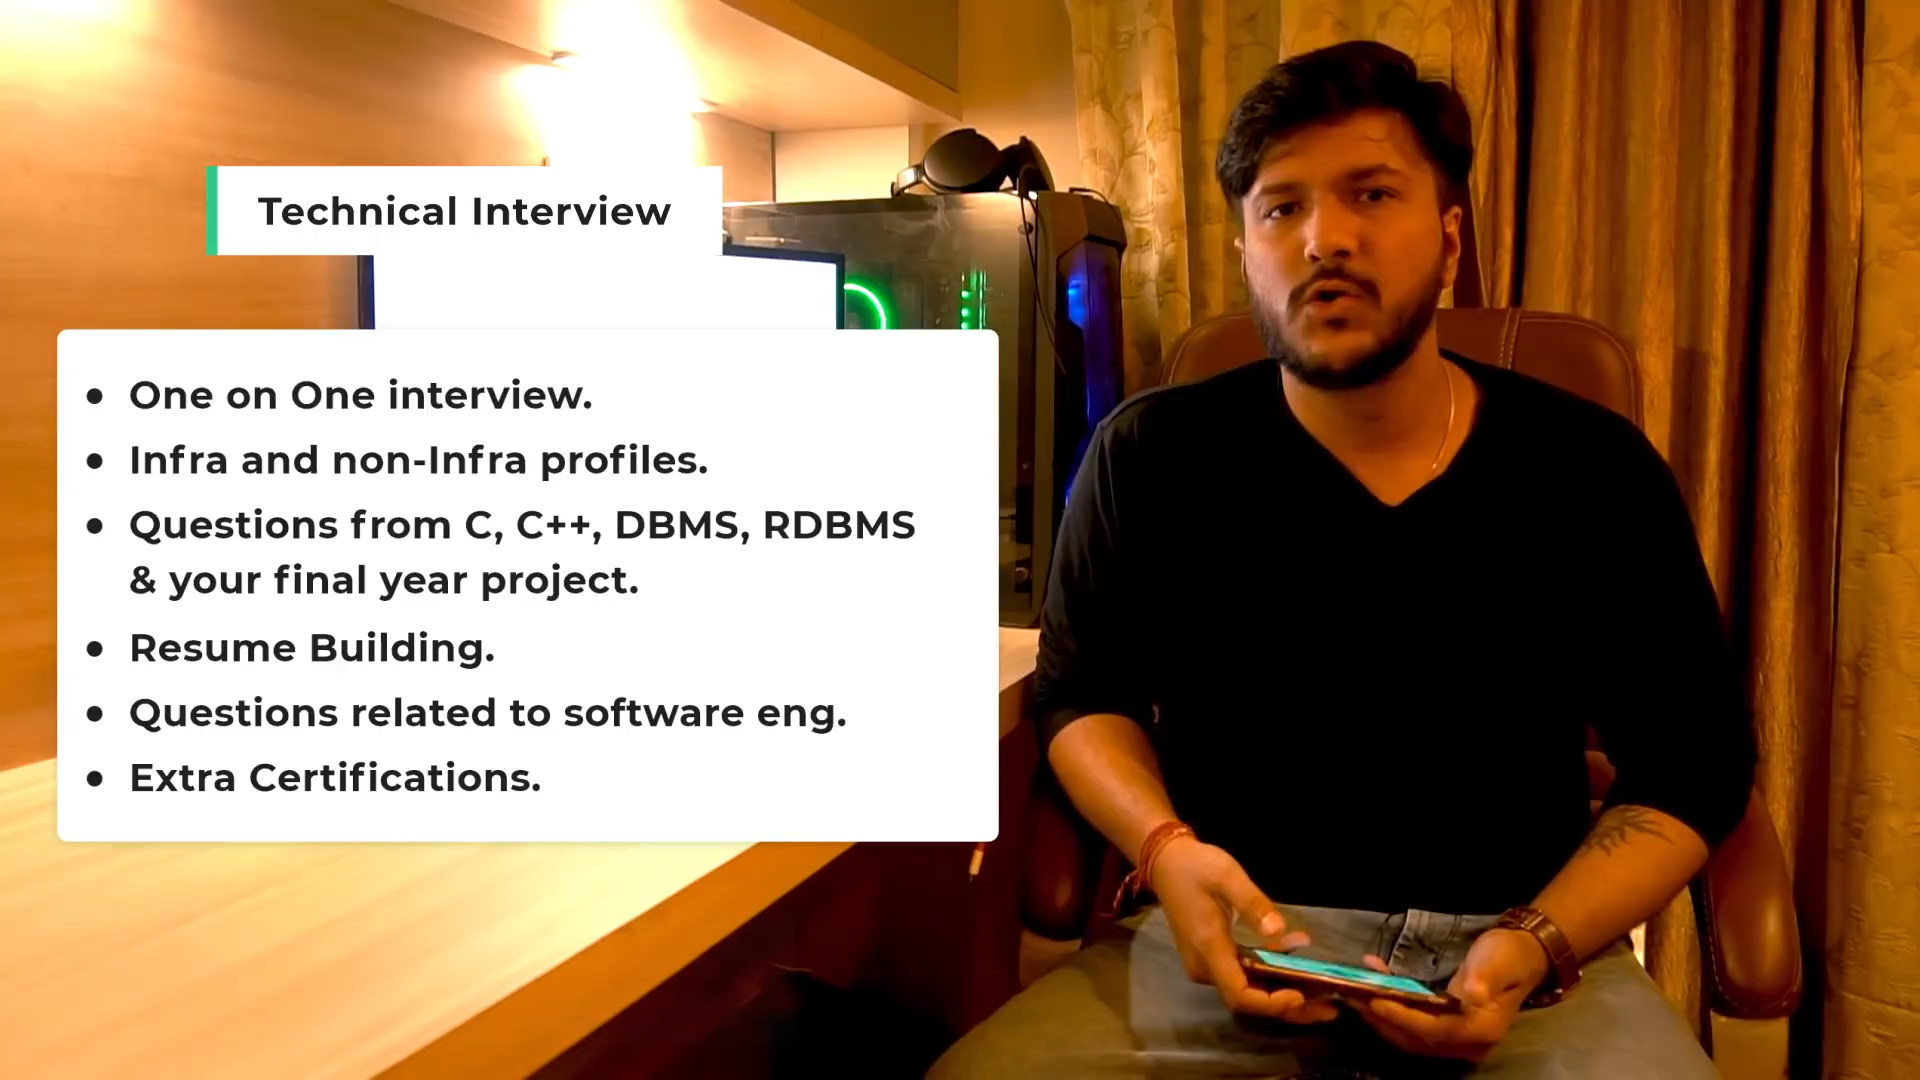 Technical Interview
One on One interview.
Infra and non-Infra profiles.
Questions from C, C++, DBMS, RDBMS
& your final year project.
Resume Building.
Questions related to software eng.
Extra Certifications.